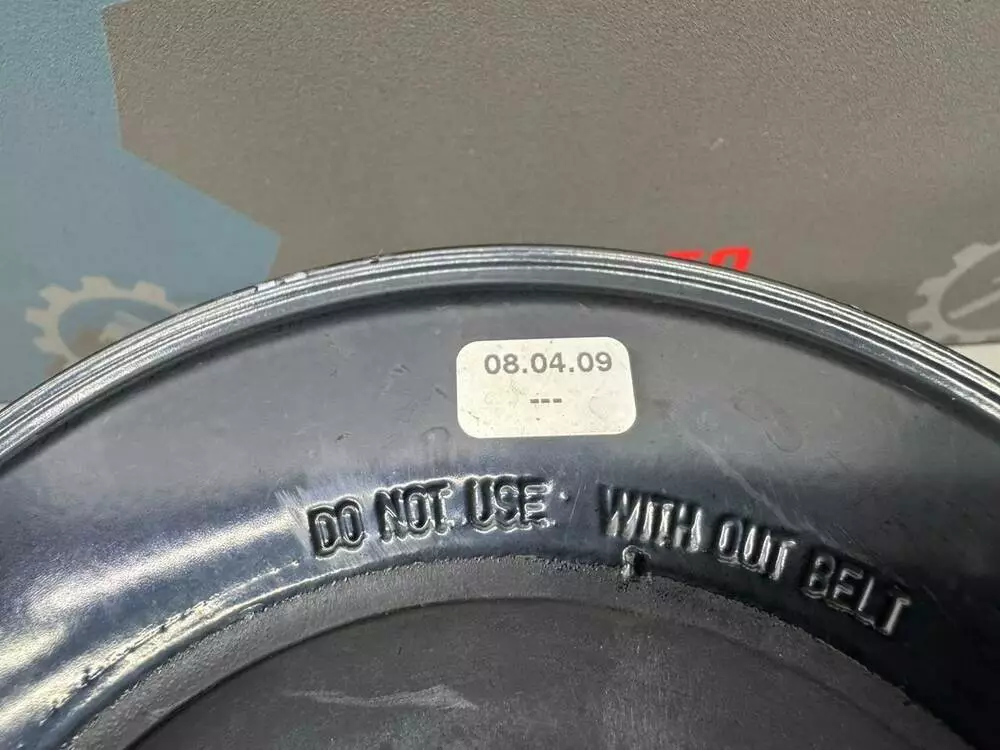 08.04.09
---
DO NOT USE WITH OUT BELT